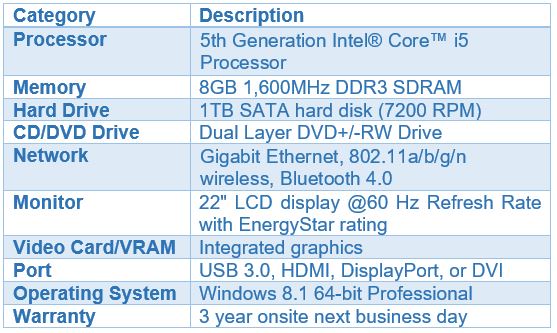 Category Description
Processor 5th Generation Intel® Core™ i5
Processor
Memory 8GB 1,600MHz DDR3 SDRAM
Hard Drive 1TB SATA hard disk (7200 RPM)
CD/DVD Drive Dual Layer DVD+/-RW Drive
Network Gigabit Ethernet, 802.11a/b/g/n
wireless, Bluetooth 4.0
Monitor 22" LCD display @60 Hz Refresh Rate
with EnergyStar rating
Video Card/VRAM Integrated graphics
Port USB 3.0, HDMI, DisplayPort, or DVI
Operating System Windows 8.1 64-bit Professional
Warranty 3 year onsite next business day